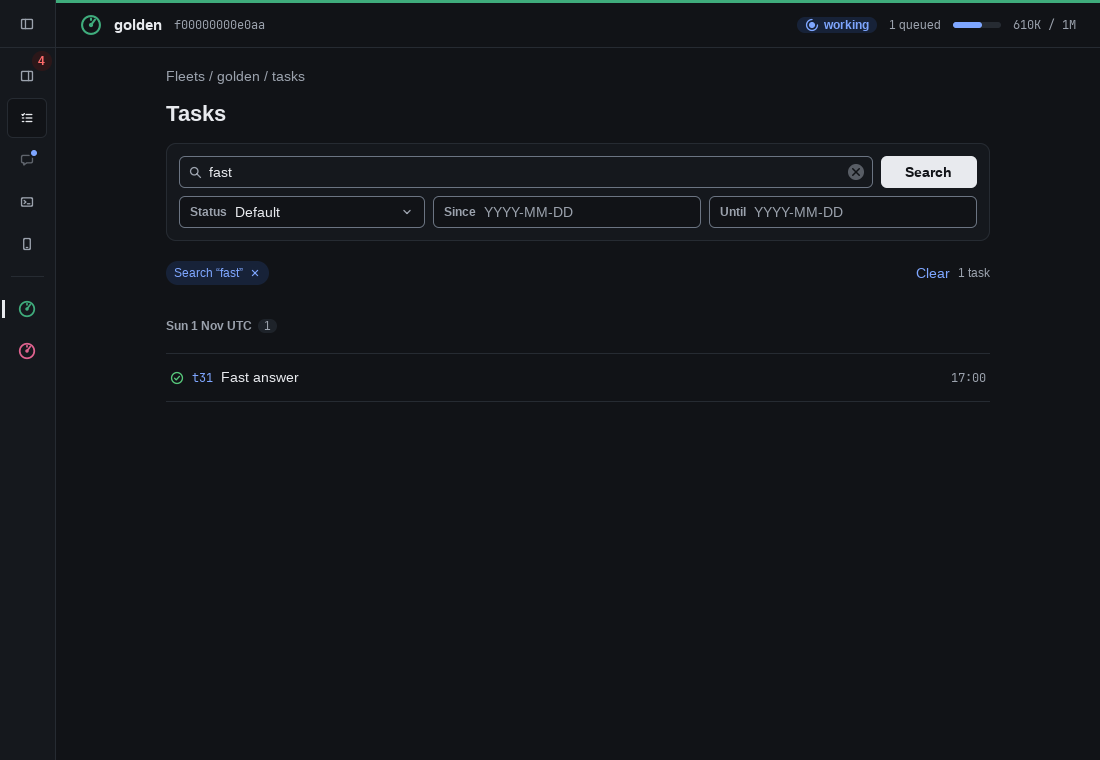 golden f00000000e0aa working 1 queued 610K / 1M
4
Fleets / golden / tasks
Tasks
fast Search
Status Default Since YYYY-MM-DD Until YYYY-MM-DD
Search “fast” × Clear 1 task
Sun 1 Nov UTC 1
t31 Fast answer 17:00